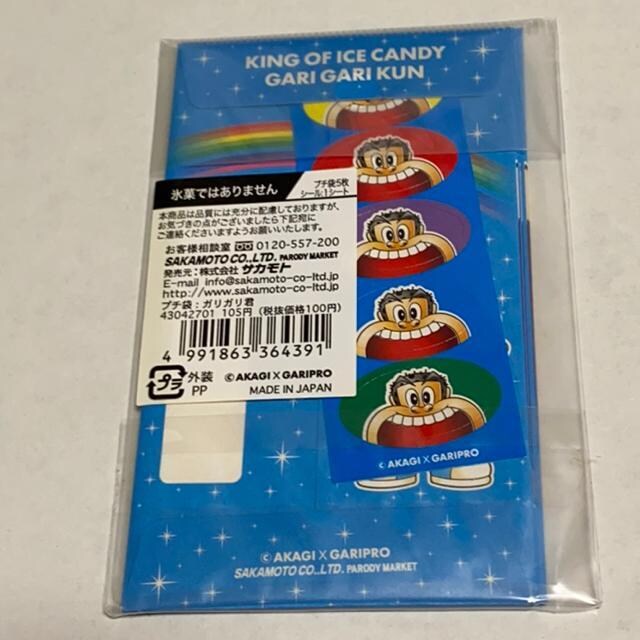 KING OF ICE CANDY
GARI GARI KUN
氷菓ではありません
プチ袋5枚
シール:1シート
本商品は品質には充分に配慮しておりますが、
お気づきの点がございましたら下記宛に
ご連絡くださいますようお願いいたします。
お客様相談室 0120-557-200
SAKAMOTO CO.,LTD. PARODY MARKET
発売元:株式会社 サカモト
E-mail info@sakamoto-co-ltd.jp
http://www.sakamoto-co-ltd.jp
プチ袋:ガリガリ君
43042701 105円(税抜価格100円)
4 991863 364391
プラ 外装
PP
©AKAGI×GARIPRO
MADE IN JAPAN
©AKAGI×GARIPRO
©AKAGI×GARIPRO
SAKAMOTO CO.,LTD. PARODY MARKET